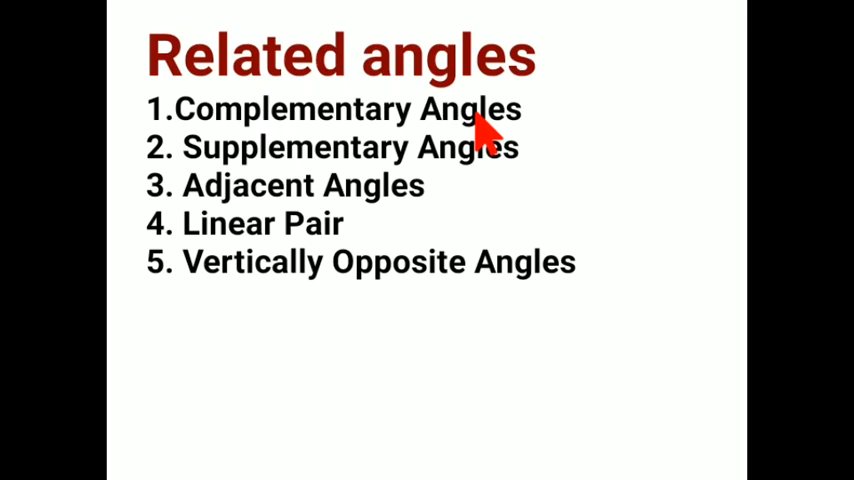 Related angles
1.Complementary Angles
2. Supplementary Angles
3. Adjacent Angles
4. Linear Pair
5. Vertically Opposite Angles